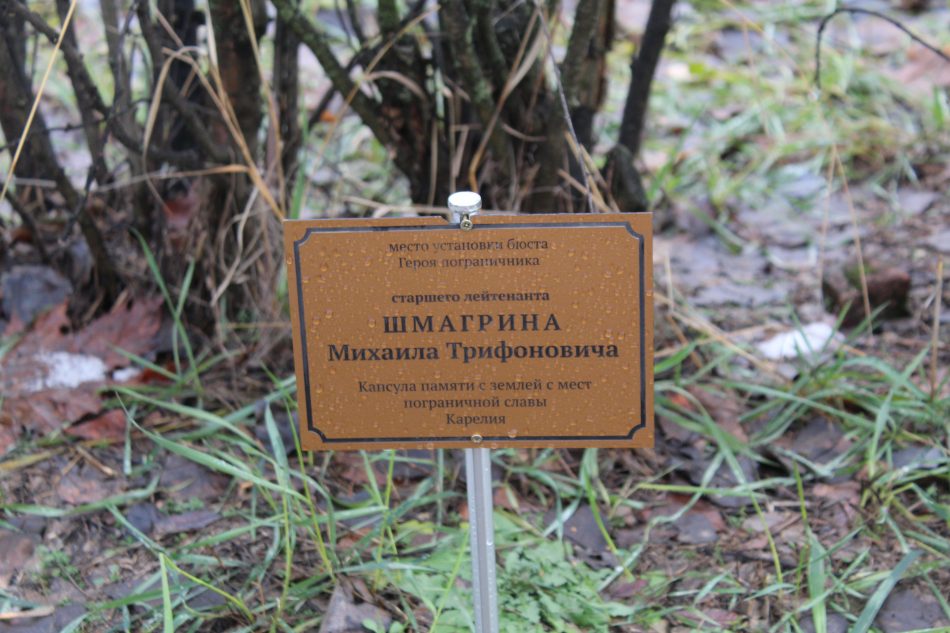 место установки бюста
Героя пограничника
старшего лейтенанта
ШМАГРИНА
Михаила Трифоновича
Капсула памяти с землей с мест
пограничной славы
Карелия